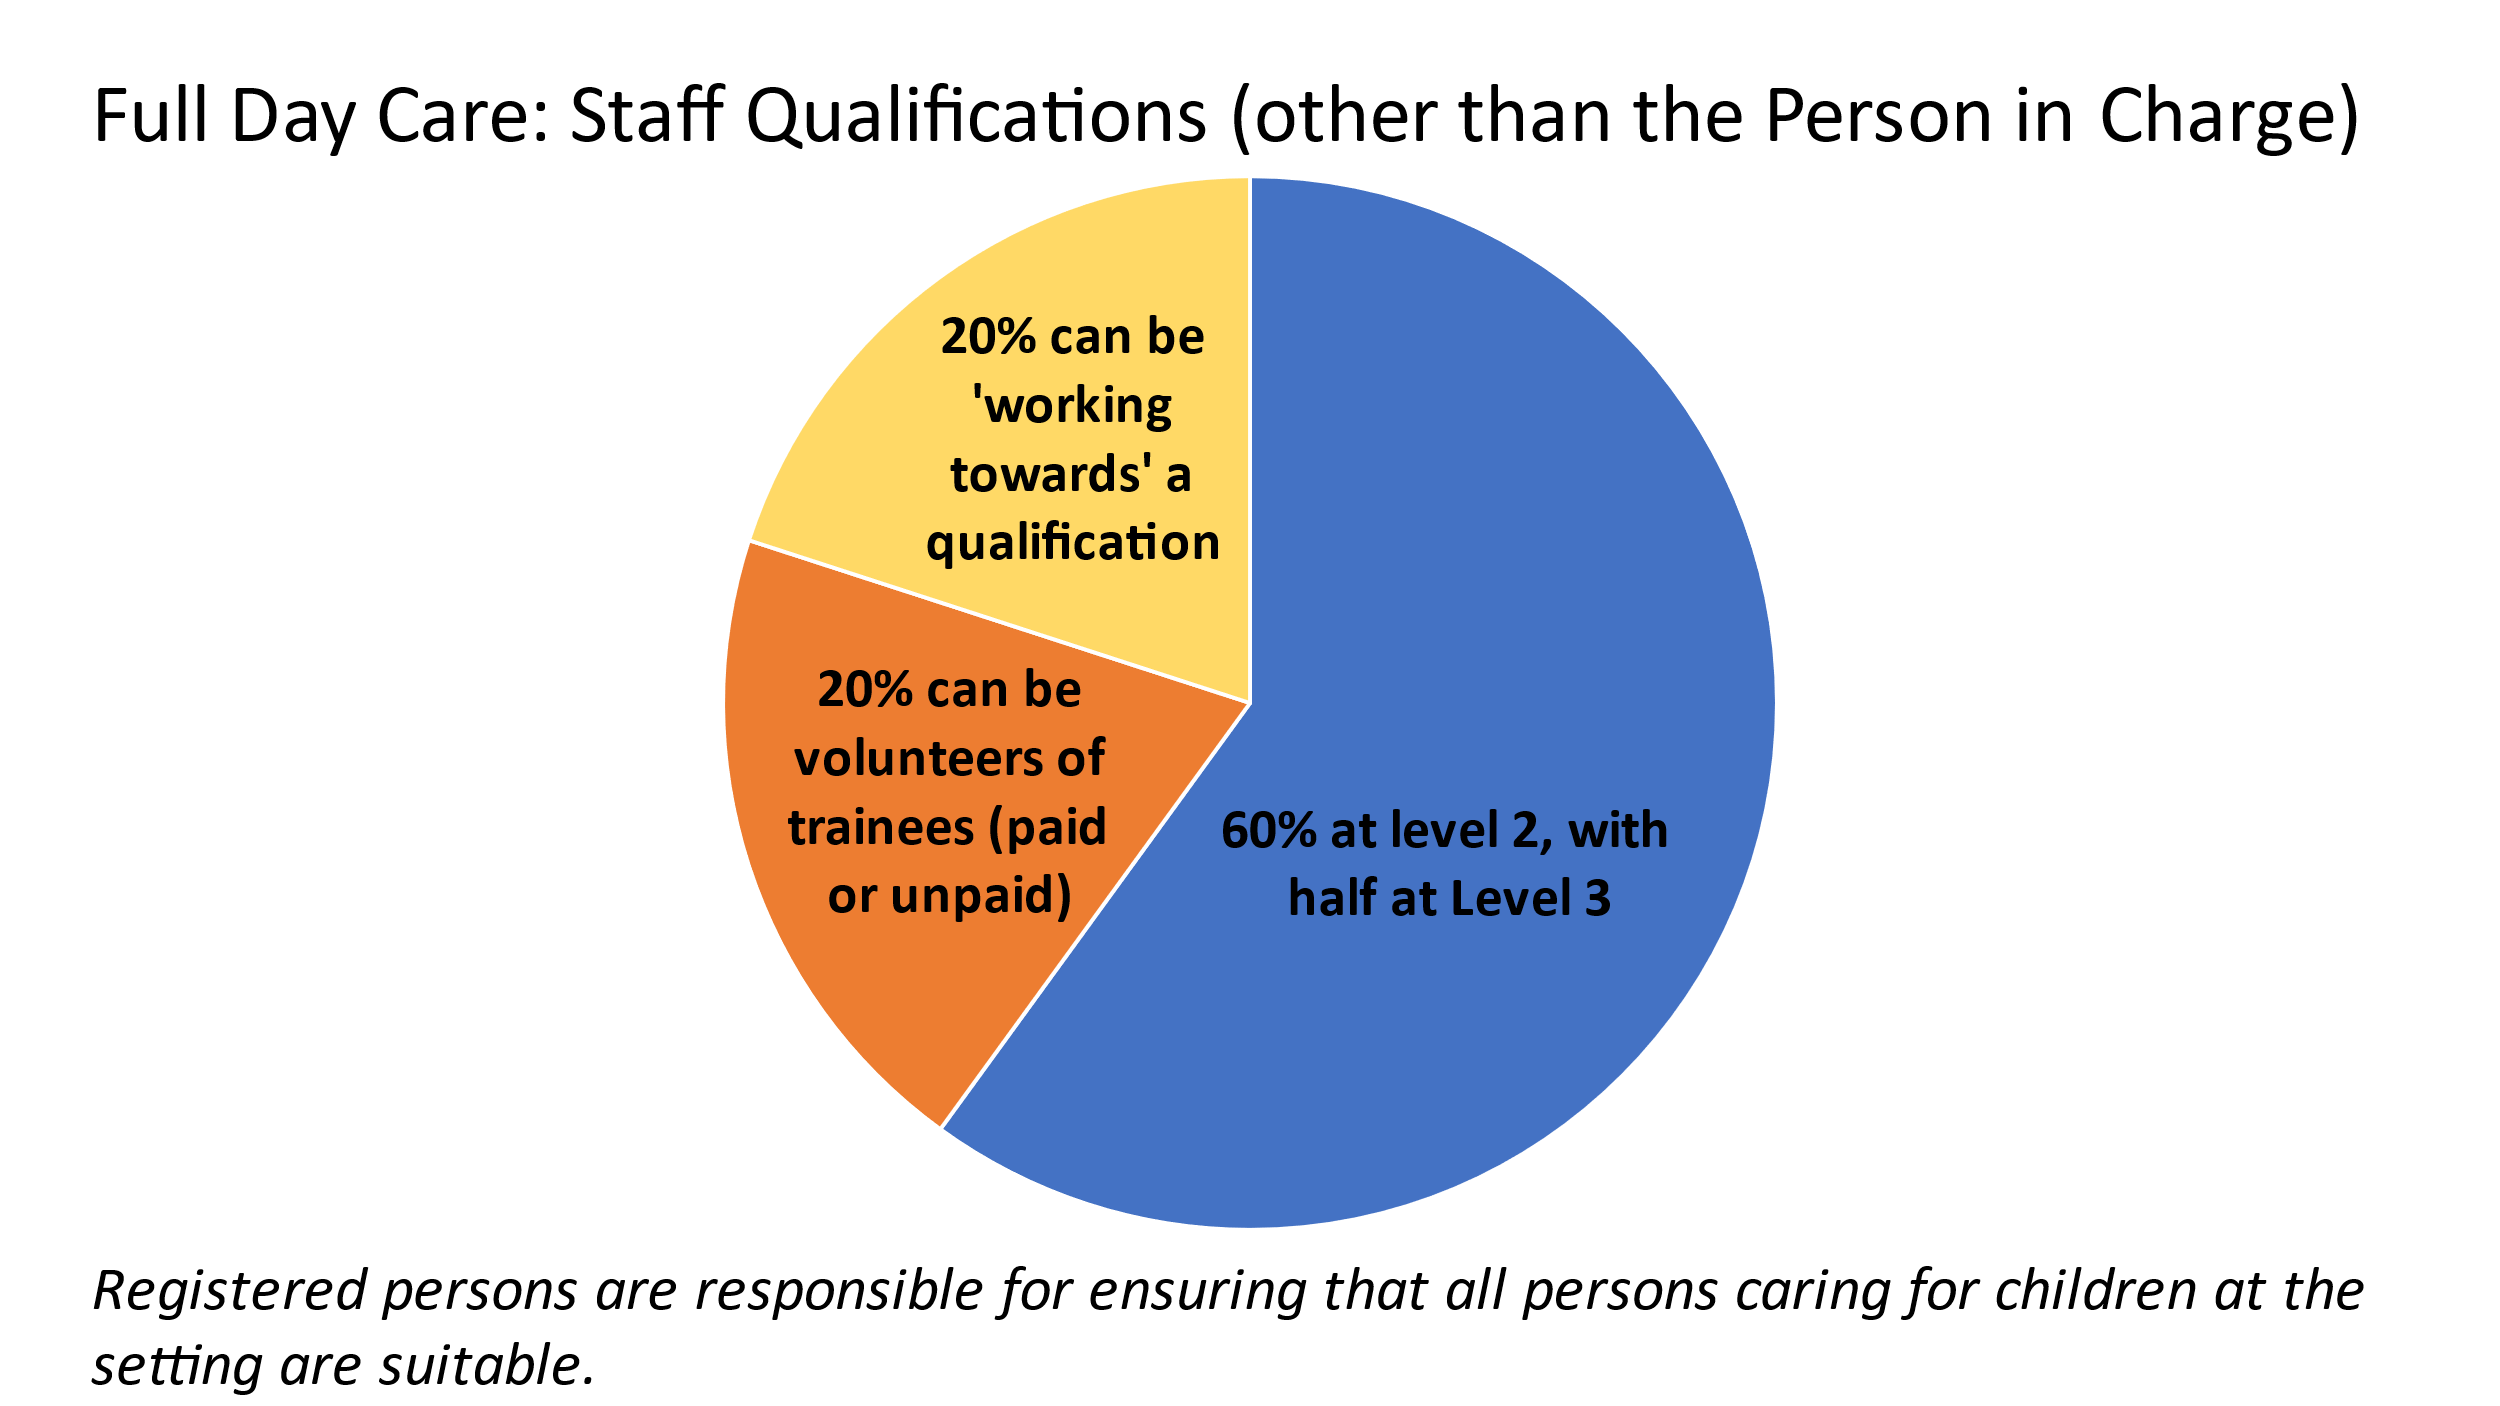 Full Day Care: Staff Qualifications (other than the Person in Charge)
20% can be
'working
towards' a
qualification
20% can be
volunteers of
trainees (paid
or unpaid)
60% at level 2, with
half at Level 3
Registered persons are responsible for ensuring that all persons caring for children at the
setting are suitable.